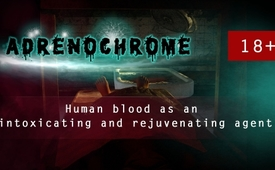 ADRENOCHROME
18+
Human blood as an
intoxicating and rejuvenating agent